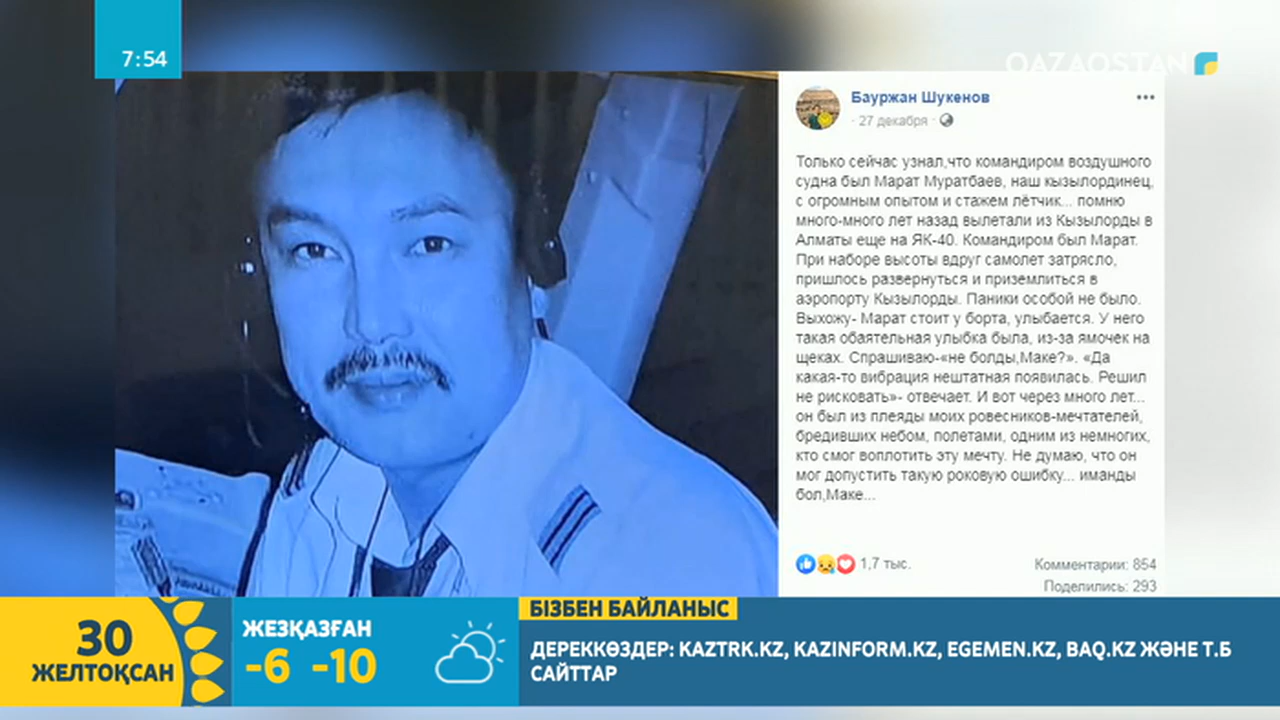 7:54
QAZAQSTAN
Бауржан Шукенов
27 декабря
Только сейчас узнал,что командиром воздушного
судна был Марат Муратбаев, наш кызылординец,
с огромным опытом и стажем лётчик... помню
много-много лет назад вылетали из Кызылорды в
Алматы еще на ЯК-40. Командиром был Марат.
При наборе высоты вдруг самолет затрясло,
пришлось развернуться и приземлиться в
аэропорту Кызылорды. Паники особой не было.
Выхожу- Марат стоит у борта, улыбается. У него
такая обаятельная улыбка была, из-за ямочек на
щеках. Спрашиваю-«не болды,Маке?». «Да
какая-то вибрация нештатная появилась. Решил
не рисковать»- отвечает. И вот через много лет...
он был из плеяды моих ровесников-мечтателей,
бредивших небом, полетами, одним из немногих,
кто смог воплотить эту мечту. Не думаю, что он
мог допустить такую роковую ошибку... иманды
бол,Маке...
1,7 тыс.
Комментарии: 854
Поделились: 293
30
ЖЕЛТОҚСАН
ЖЕЗҚАЗҒАН
-6 -10
БІЗБЕН БАЙЛАНЫС
ДЕРЕККӨЗДЕР: KAZTRK.KZ, KAZINFORM.KZ, EGEMEN.KZ, BAQ.KZ ЖӘНЕ Т.Б
САЙТТАР